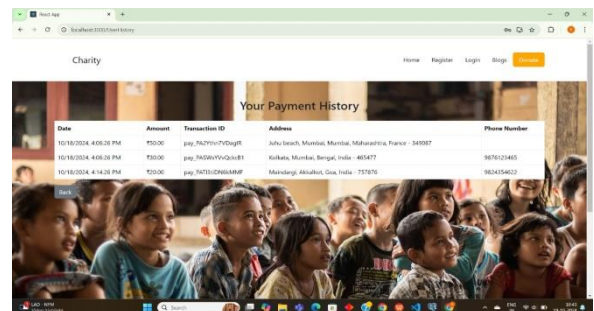 React App
localhost:3000/UserHistory
Charity
Home Register Login Blogs Donate
Your Payment History
Date Amount Transaction ID Address Phone Number
10/18/2024, 4:06:26 PM ₹50.00 Juhu beach, Mumbai, Mumbai, Maharashtra, France - 349087
10/18/2024, 4:06:26 PM ₹30.00 Kolkata, Mumbai, Bengal, India - 465477 9876123465
10/18/2024, 4:14:26 PM ₹20.00 Maindargi, Akkalkot, Goa, India - 757876 9824354622
Back
Search
ENG